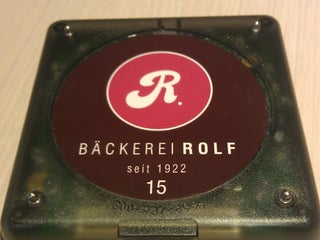 R.
BÄCKEREI ROLF
seit 1922
15